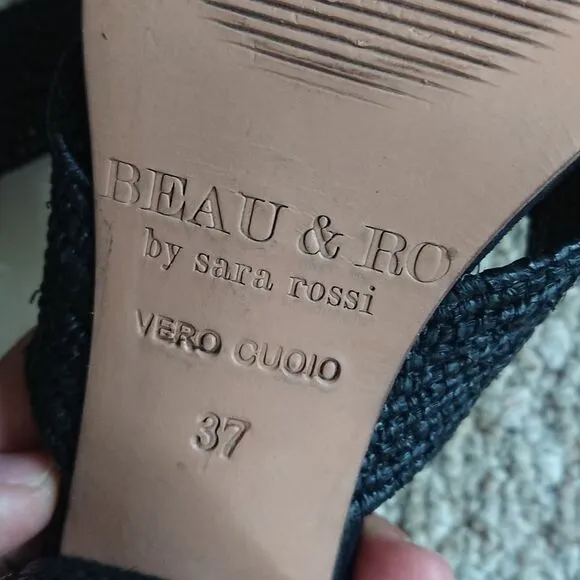 BEAU & RO
by sara rossi
VERO CUOIO
37